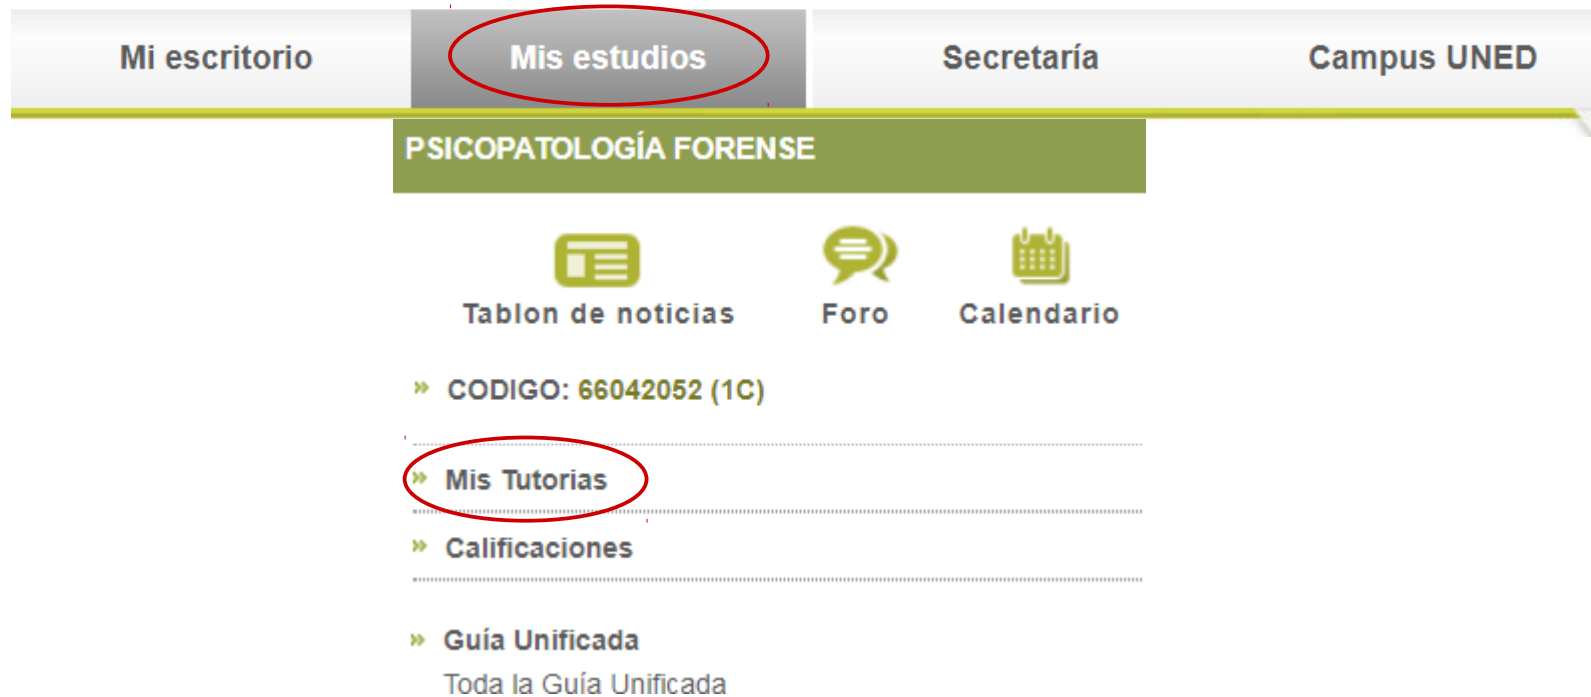 Mi escritorio Mis estudios Secretaría Campus UNED
PSICOPATOLOGÍA FORENSE
Tablon de noticias Foro Calendario
» CODIGO: 66042052 (1C)
» Mis Tutorias
» Calificaciones
» Guía Unificada
Toda la Guía Unificada